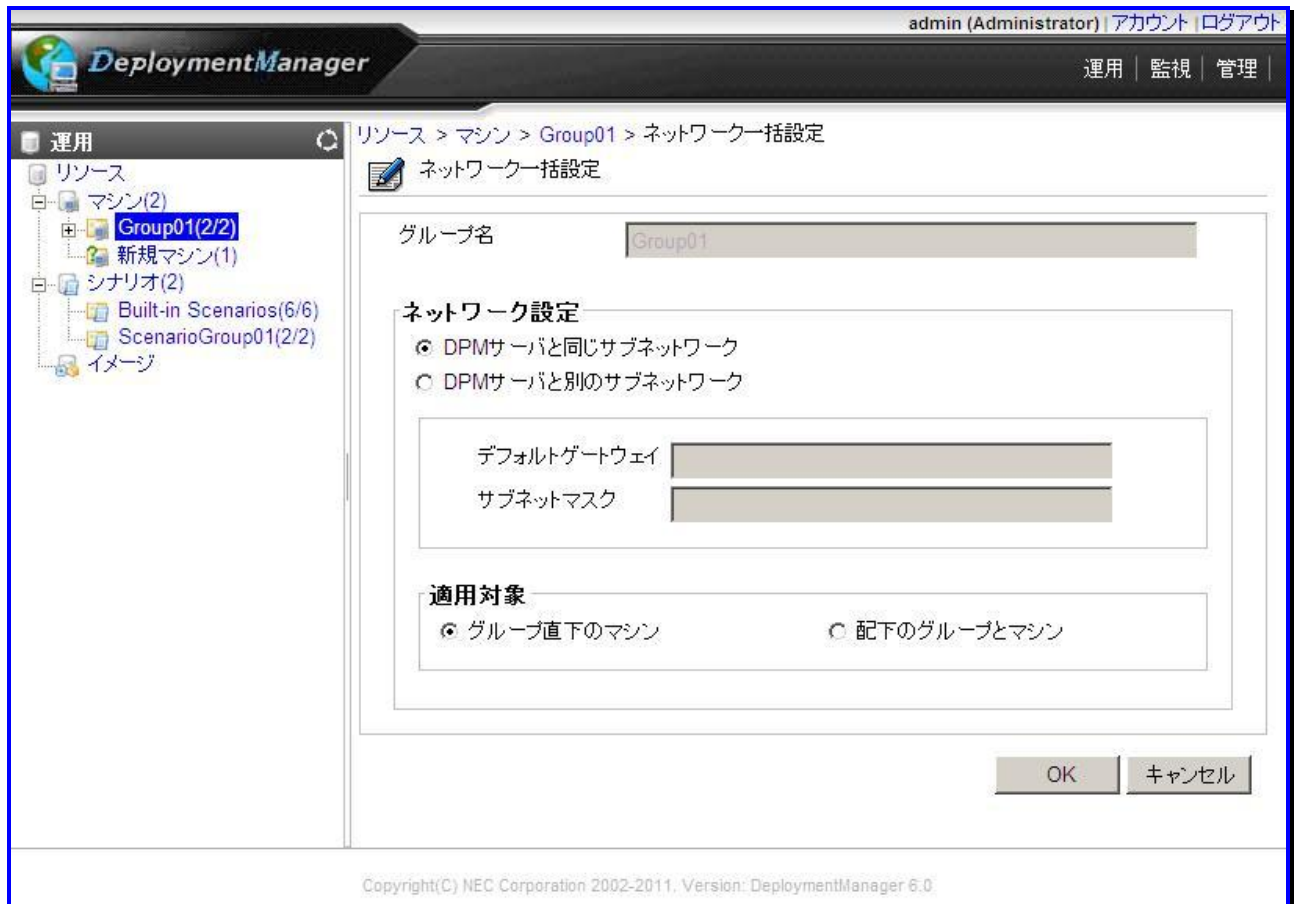 admin (Administrator) | アカウント | ログアウト
DeploymentManager
運用 | 監視 | 管理 |
運用
リソース
マシン(2)
Group01(2/2)
新規マシン(1)
シナリオ(2)
Built-in Scenarios(6/6)
ScenarioGroup01(2/2)
イメージ
リソース > マシン > Group01 > ネットワーク一括設定
ネットワーク一括設定
グループ名 Group01
ネットワーク設定
DPMサーバと同じサブネットワーク
DPMサーバと別のサブネットワーク
デフォルトゲートウェイ
サブネットマスク
適用対象
グループ直下のマシン 配下のグループとマシン
OK キャンセル
Copyright(C) NEC Corporation 2002-2011. Version: DeploymentManager 6.0